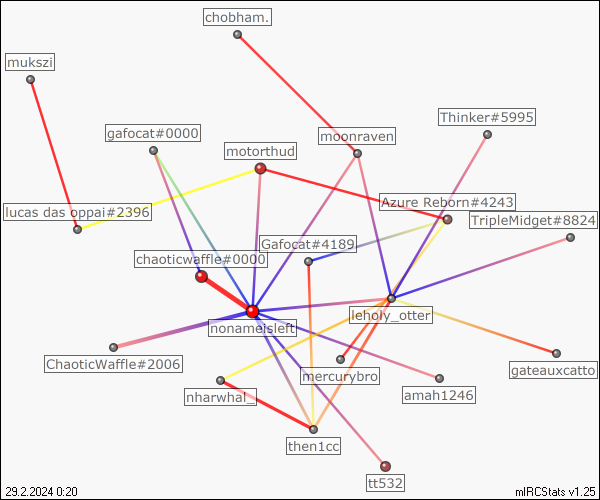 chobham.
mukszi
Thinker#5995
gafocat#0000
moonraven
motorthud
Azure Reborn#4243
lucas das oppai#2396
TripleMidget#8824
Gafocat#4189
chaoticwaffle#0000
leholy_otter
nonameisleft
ChaoticWaffle#2006
gateauxcatto
mercurybro
amah1246
nharwhal_
then1cc
tt532
29.2.2024 0:20
mIRCStats v1.25